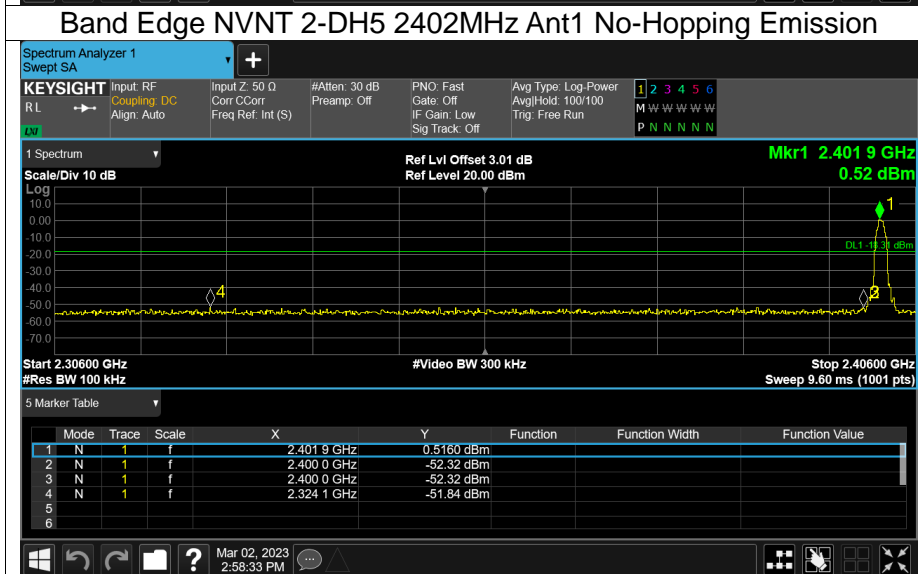 Band Edge NVNT 2-DH5 2402MHz Ant1 No-Hopping Emission
Spectrum Analyzer 1
Swept SA
+
KEYSIGHT Input: RF Input Z: 50 Ω #Atten: 30 dB PNO: Fast Avg Type: Log-Power 1 2 3 4 5 6
R L Coupling: DC Corr CCorr Preamp: Off Gate: Off Avg|Hold: 100/100 M W W W W W
Align: Auto Freq Ref: Int (S) IF Gain: Low Trig: Free Run
LXI Sig Track: Off P N N N N N
1 Spectrum Ref Lvl Offset 3.01 dB Mkr1 2.401 9 GHz
Scale/Div 10 dB Ref Level 20.00 dBm 0.52 dBm
Log
10.0 1
0.00
-10.0
DL1 -19.31 dBm
-20.0
-30.0
-40.0
4
-50.0
-60.0
-70.0
Start 2.30600 GHz #Video BW 300 kHz Stop 2.40600 GHz
#Res BW 100 kHz Sweep 9.60 ms (1001 pts)
5 Marker Table
Mode Trace Scale X Y Function Function Width Function Value
1 N 1 f 2.401 9 GHz 0.5160 dBm
2 N 1 f 2.400 0 GHz -52.32 dBm
3 N 1 f 2.400 0 GHz -52.32 dBm
4 N 1 f 2.324 1 GHz -51.84 dBm
5
6
? Mar 02, 2023
2:58:33 PM